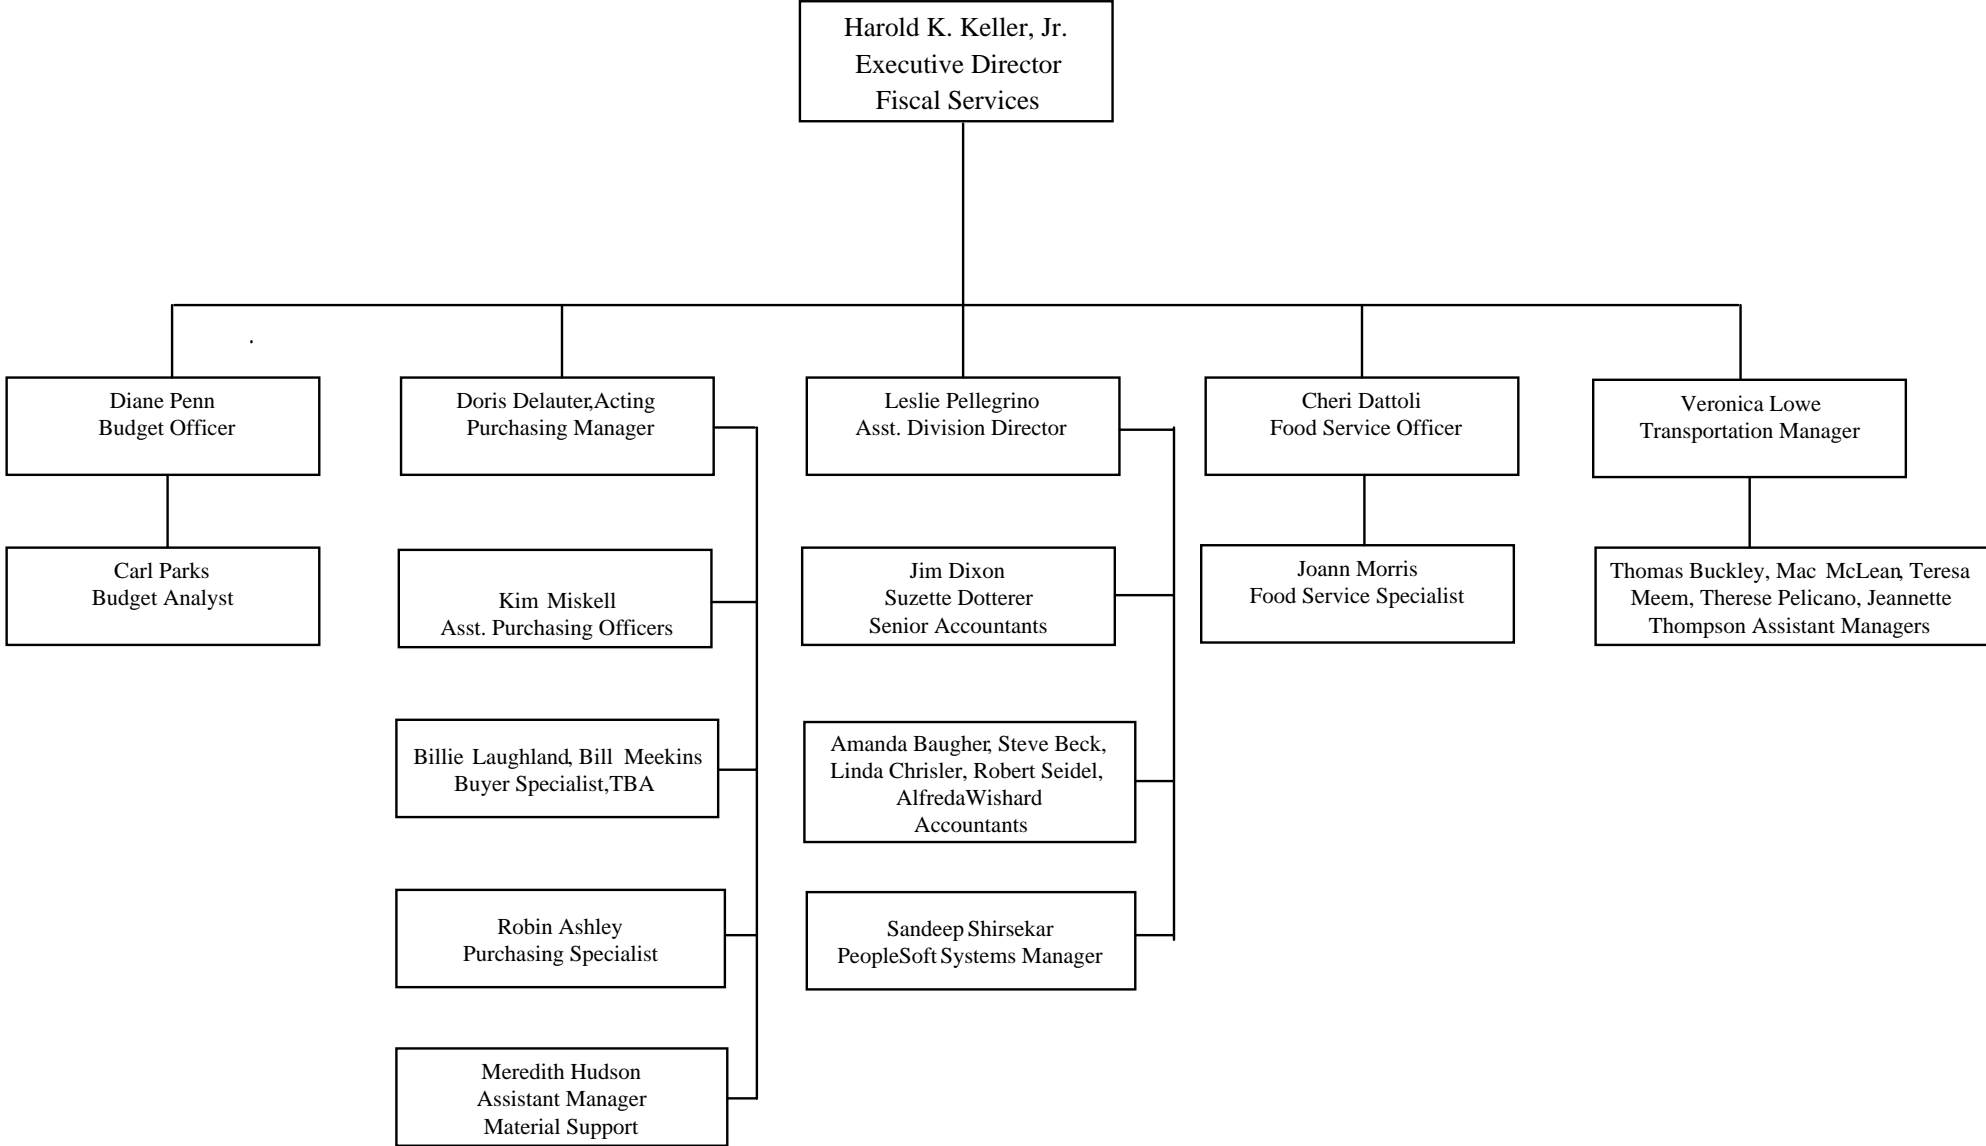 Harold K. Keller, Jr.
Executive Director
Fiscal Services
Diane Penn
Budget Officer
Doris Delauter,Acting
Purchasing Manager
Leslie Pellegrino
Asst. Division Director
Cheri Dattoli
Food Service Officer
Veronica Lowe
Transportation Manager
Carl Parks
Budget Analyst
Kim Miskell
Asst. Purchasing Officers
Jim Dixon
Suzette Dotterer
Senior Accountants
Joann Morris
Food Service Specialist
Thomas Buckley, Mac McLean, Teresa
Meem, Therese Pelicano, Jeannette
Thompson Assistant Managers
Billie Laughland, Bill Meekins
Buyer Specialist,TBA
Amanda Baugher, Steve Beck,
Linda Chrisler, Robert Seidel,
AlfredaWishard
Accountants
Robin Ashley
Purchasing Specialist
Sandeep Shirsekar
PeopleSoft Systems Manager
Meredith Hudson
Assistant Manager
Material Support